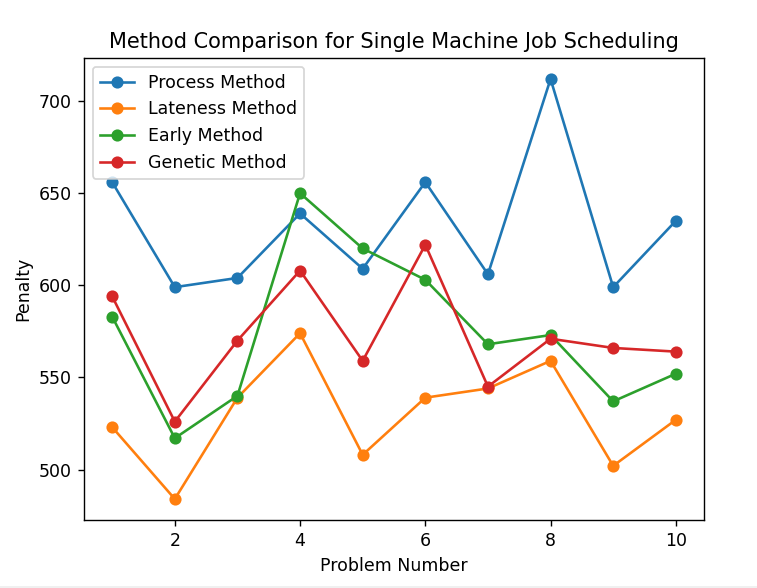 Method Comparison for Single Machine Job Scheduling
Process Method
Lateness Method
Early Method
Genetic Method
700
650
600
550
500
Penalty
2 4 6 8 10
Problem Number